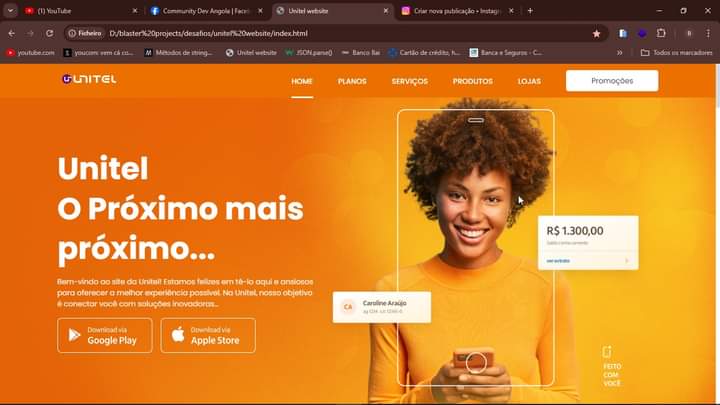 (1) YouTube
Community Dev Angola | Facel
Unitel website
Criar nova publicação • Instagr
Ficheiro
D:/blaster%20projects/desafios/unitel%20website/index.html
B
youtube.com
youcom: vem cá co...
Métodos de string...
Unitel website
JSON.parse()
Banco Bai
Cartão de crédito, h...
Banca e Seguros - C...
Todos os marcadores
UNITEL
HOME
PLANOS
SERVIÇOS
PRODUTOS
LOJAS
Promoções
Unitel
O Próximo mais
próximo...
Bem-vindo ao site da Unitel! Estamos felizes em tê-lo aqui e ansiosos
para oferecer a melhor experiência possível. Na Unitel, nosso objetivo
é conectar você com soluções inovadoras...
Download via
Google Play
Download via
Apple Store
R$ 1.300,00
Saldo conta corrente
ver extrato
CA
Caroline Araújo
FEITO
COM
VOCÊ